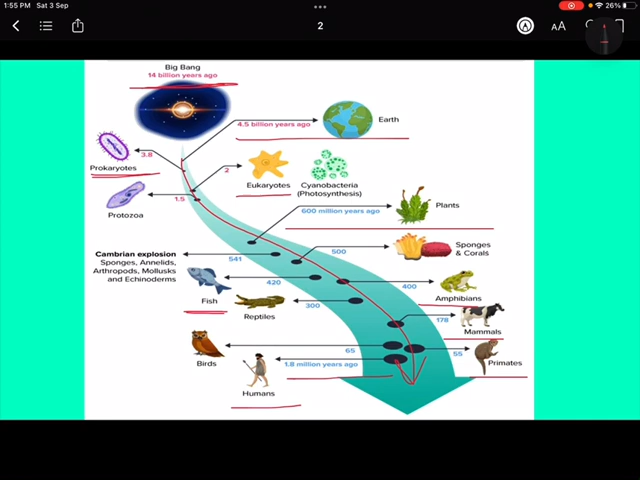 1:55 PM Sat 3 Sep
26%
2
AA
Big Bang
14 billion years ago
4.5 billion years ago
Earth
3.8
Prokaryotes
2
Eukaryotes
Cyanobacteria
(Photosynthesis)
1.5
Protozoa
600 million years ago
Plants
Cambrian explosion
Sponges, Annelids,
Arthropods, Mollusks
and Echinoderms
541
500
Sponges
& Corals
420
Fish
400
Amphibians
300
Reptiles
178
Mammals
65
Birds
55
Primates
1.8 million years ago
Humans